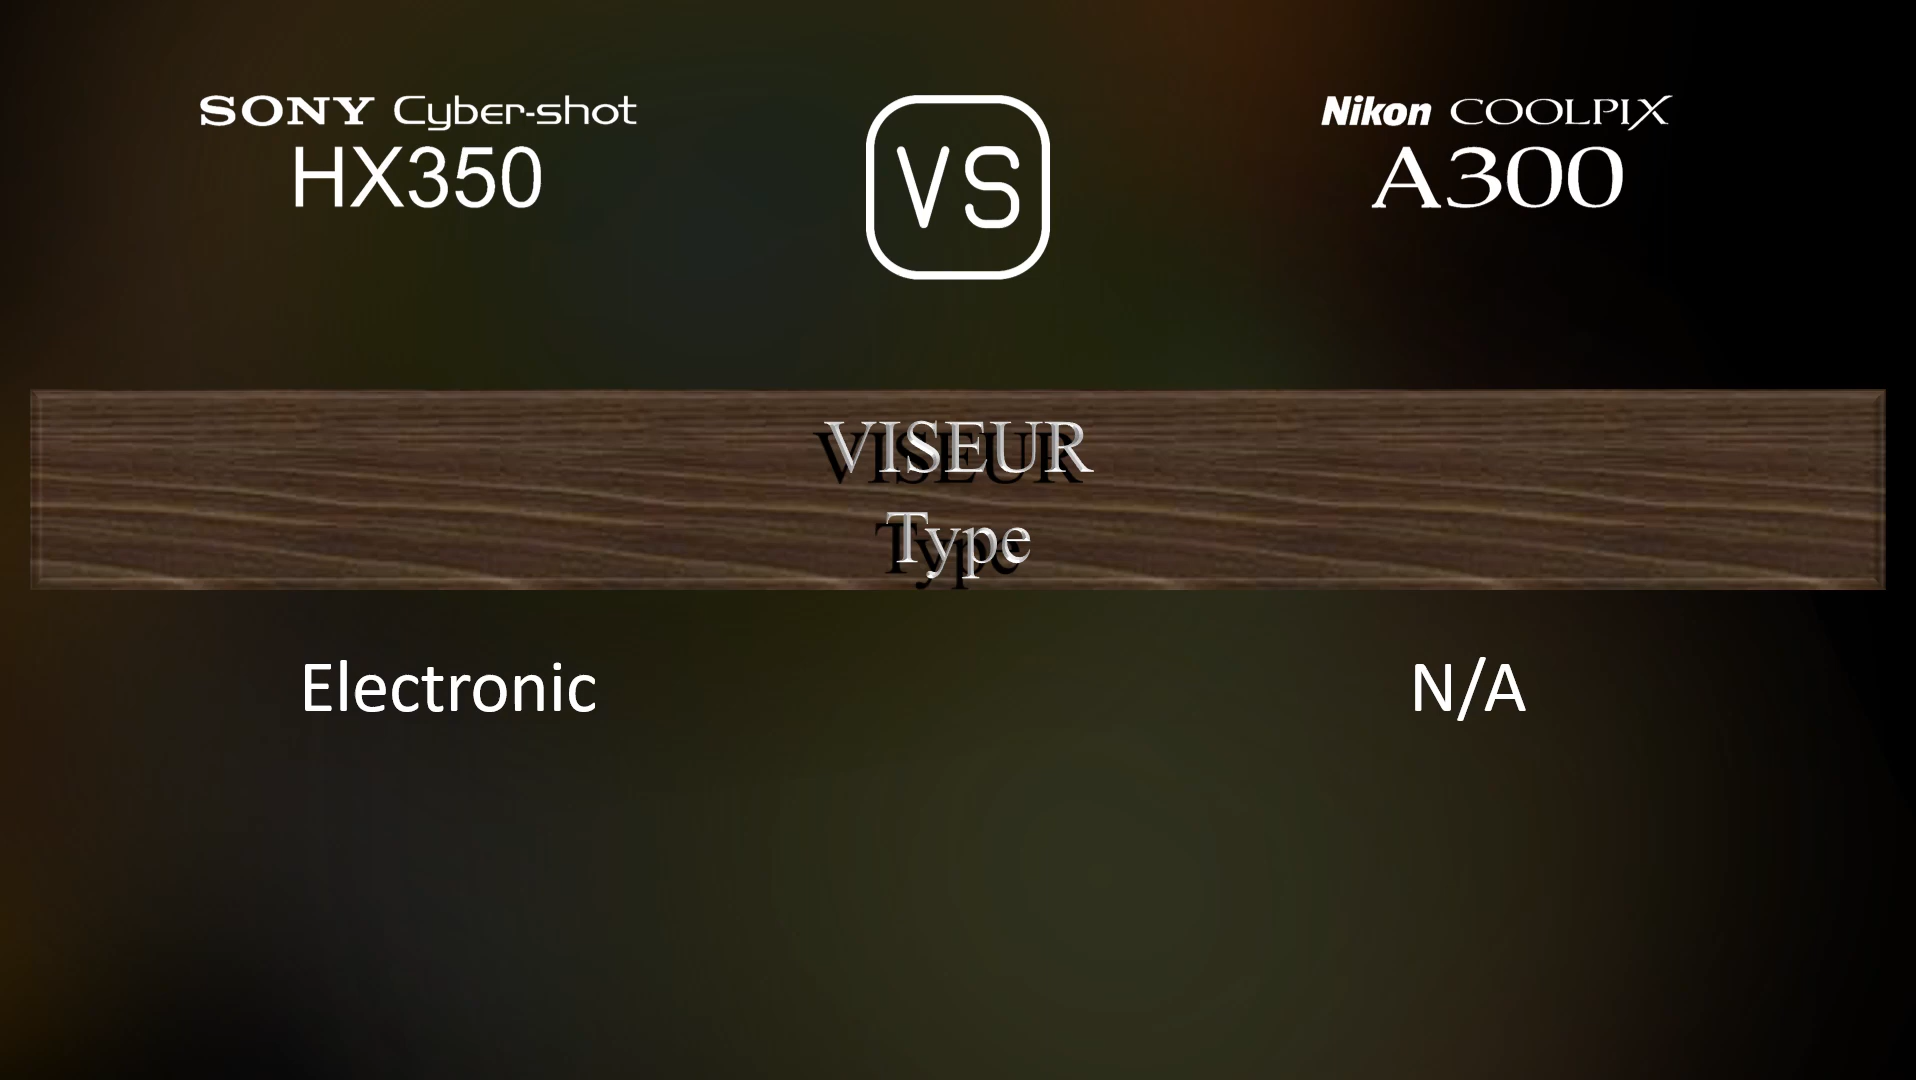 SONY Cyber-shot
HX350
VS
Nikon COOLPIX
A300
VISEUR
Type
Electronic
N/A